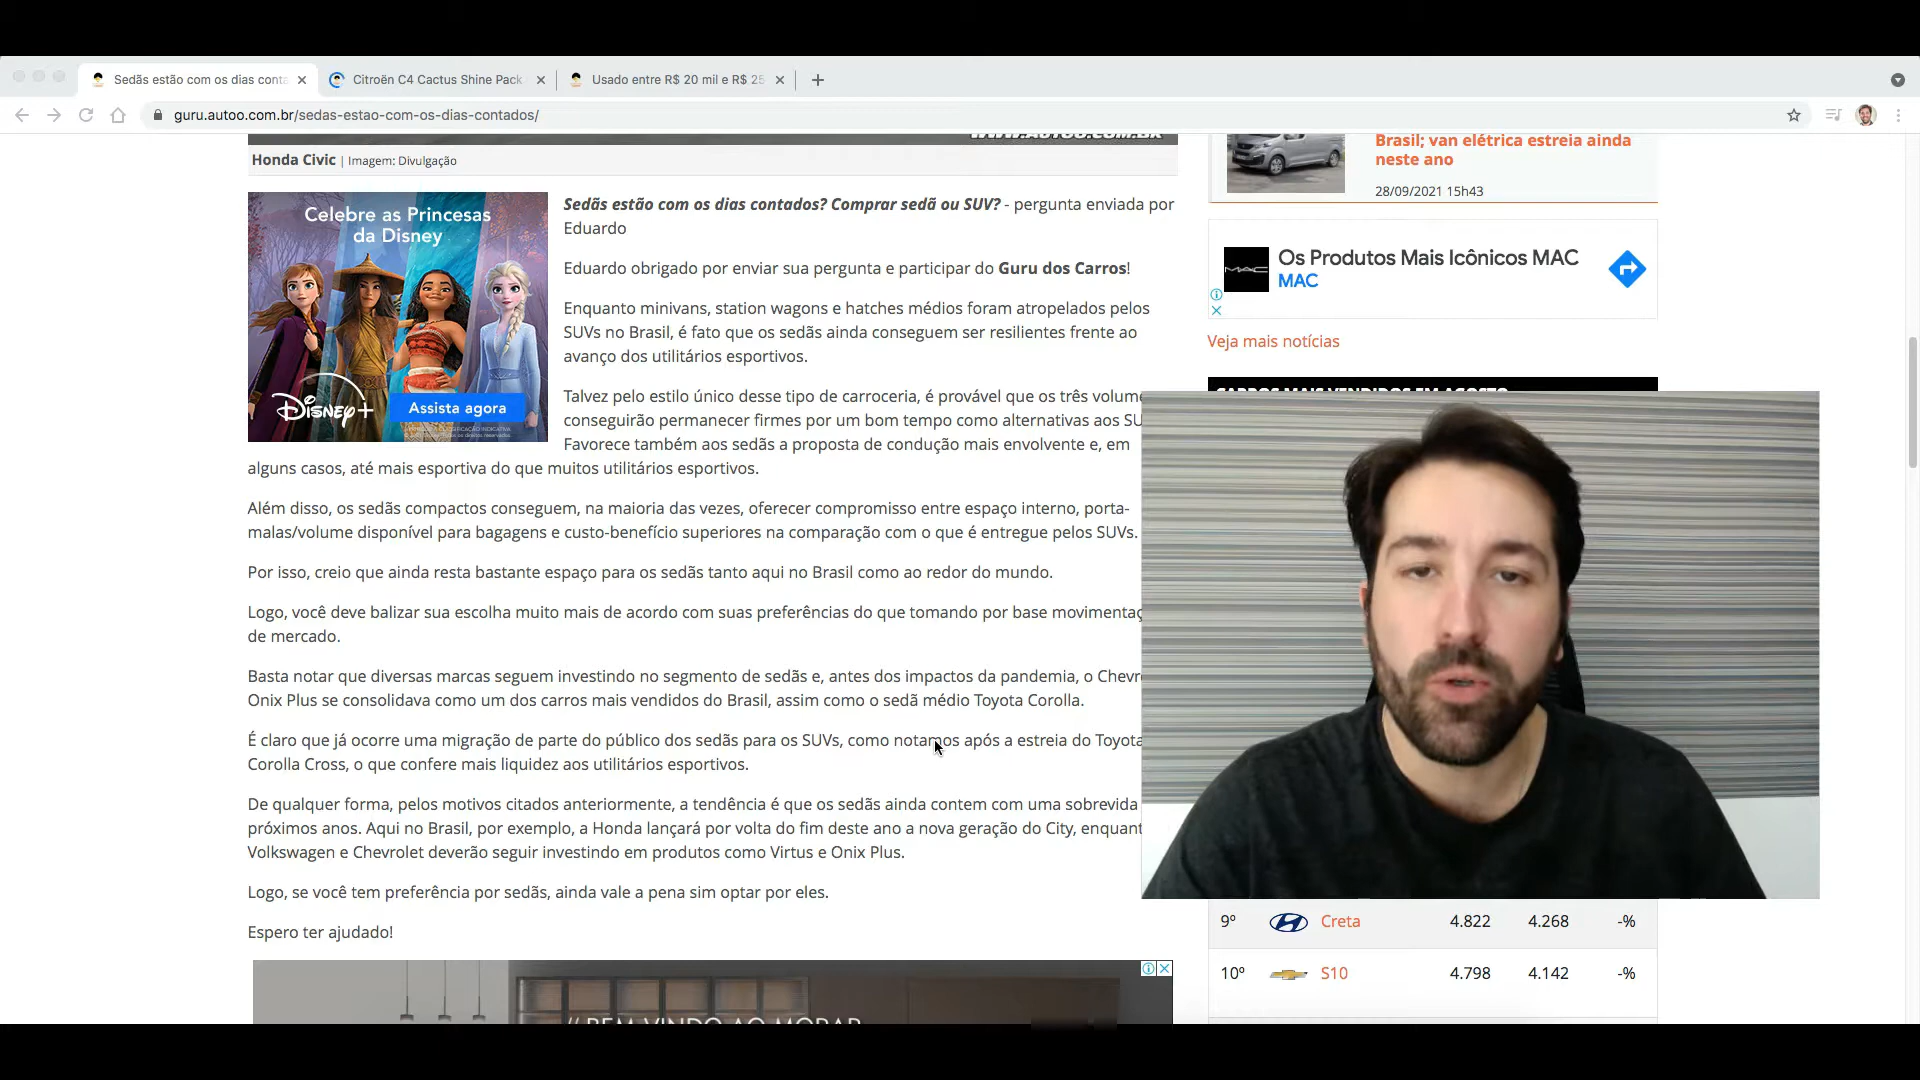 Sedãs estão com os dias conta
Citroën C4 Cactus Shine Pack
Usado entre R$ 20 mil e R$ 25
guru.autoo.com.br/sedas-estao-com-os-dias-contados/
WWW.AUTOO.COM.BR
Honda Civic | Imagem: Divulgação
Celebre as Princesas
da Disney
Disney+
Assista agora
Sedãs estão com os dias contados? Comprar sedã ou SUV? - pergunta enviada por
Eduardo
Eduardo obrigado por enviar sua pergunta e participar do Guru dos Carros!
Enquanto minivans, station wagons e hatches médios foram atropelados pelos
SUVs no Brasil, é fato que os sedãs ainda conseguem ser resilientes frente ao
avanço dos utilitários esportivos.
Talvez pelo estilo único desse tipo de carroceria, é provável que os três volume
conseguirão permanecer firmes por um bom tempo como alternativas aos SU
Favorece também aos sedãs a proposta de condução mais envolvente e, em
alguns casos, até mais esportiva do que muitos utilitários esportivos.
Além disso, os sedãs compactos conseguem, na maioria das vezes, oferecer compromisso entre espaço interno, porta-
malas/volume disponível para bagagens e custo-benefício superiores na comparação com o que é entregue pelos SUVs.
Por isso, creio que ainda resta bastante espaço para os sedãs tanto aqui no Brasil como ao redor do mundo.
Logo, você deve balizar sua escolha muito mais de acordo com suas preferências do que tomando por base movimentaç
de mercado.
Basta notar que diversas marcas seguem investindo no segmento de sedãs e, antes dos impactos da pandemia, o Chevr
Onix Plus se consolidava como um dos carros mais vendidos do Brasil, assim como o sedã médio Toyota Corolla.
É claro que já ocorre uma migração de parte do público dos sedãs para os SUVs, como notamos após a estreia do Toyota
Corolla Cross, o que confere mais liquidez aos utilitários esportivos.
De qualquer forma, pelos motivos citados anteriormente, a tendência é que os sedãs ainda contem com uma sobrevida
próximos anos. Aqui no Brasil, por exemplo, a Honda lançará por volta do fim deste ano a nova geração do City, enquant
Volkswagen e Chevrolet deverão seguir investindo em produtos como Virtus e Onix Plus.
Logo, se você tem preferência por sedãs, ainda vale a pena sim optar por eles.
Espero ter ajudado!
// BEM-VINDO AO MORAR
Brasil; van elétrica estreia ainda
neste ano
28/09/2021 15h43
MAC
Os Produtos Mais Icônicos MAC
MAC
Veja mais notícias
CARROS MAIS VENDIDOS EM AGOSTO
9º Creta 4.822 4.268 -%
10º S10 4.798 4.142 -%